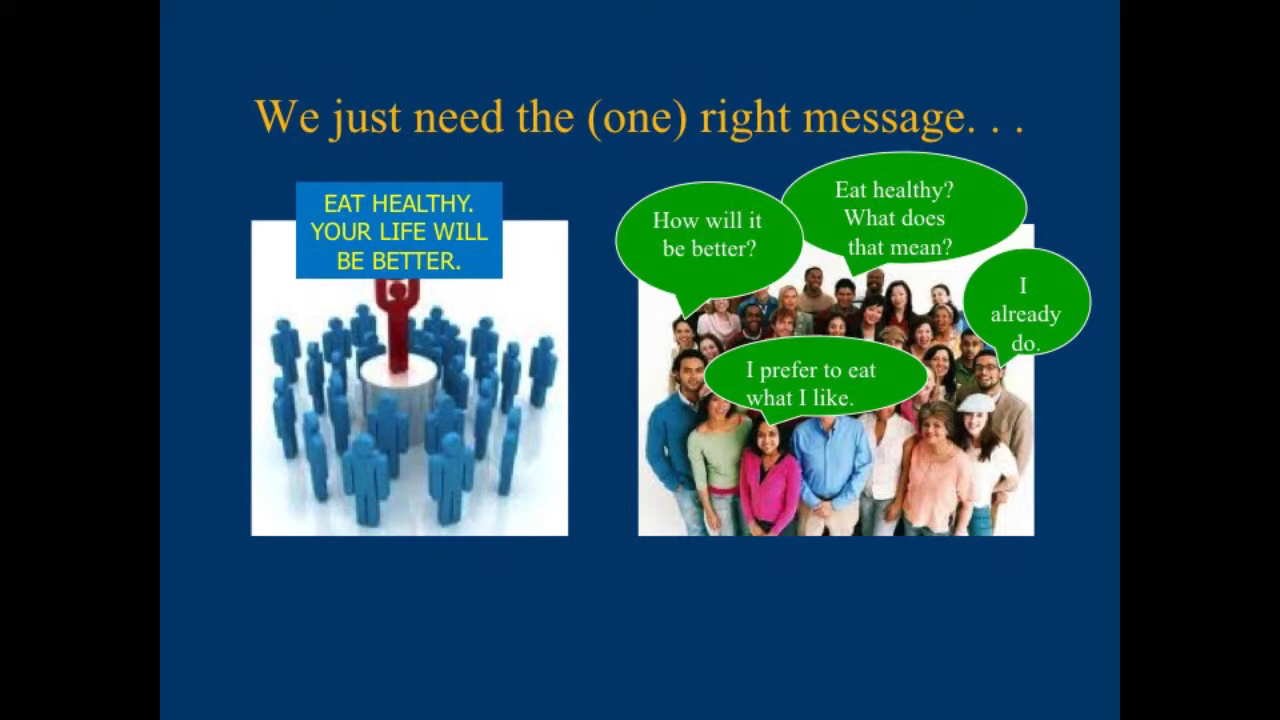 We just need the (one) right message. . .
EAT HEALTHY.
YOUR LIFE WILL
BE BETTER.
How will it
be better?
Eat healthy?
What does
that mean?
I
already
do.
I prefer to eat
what I like.